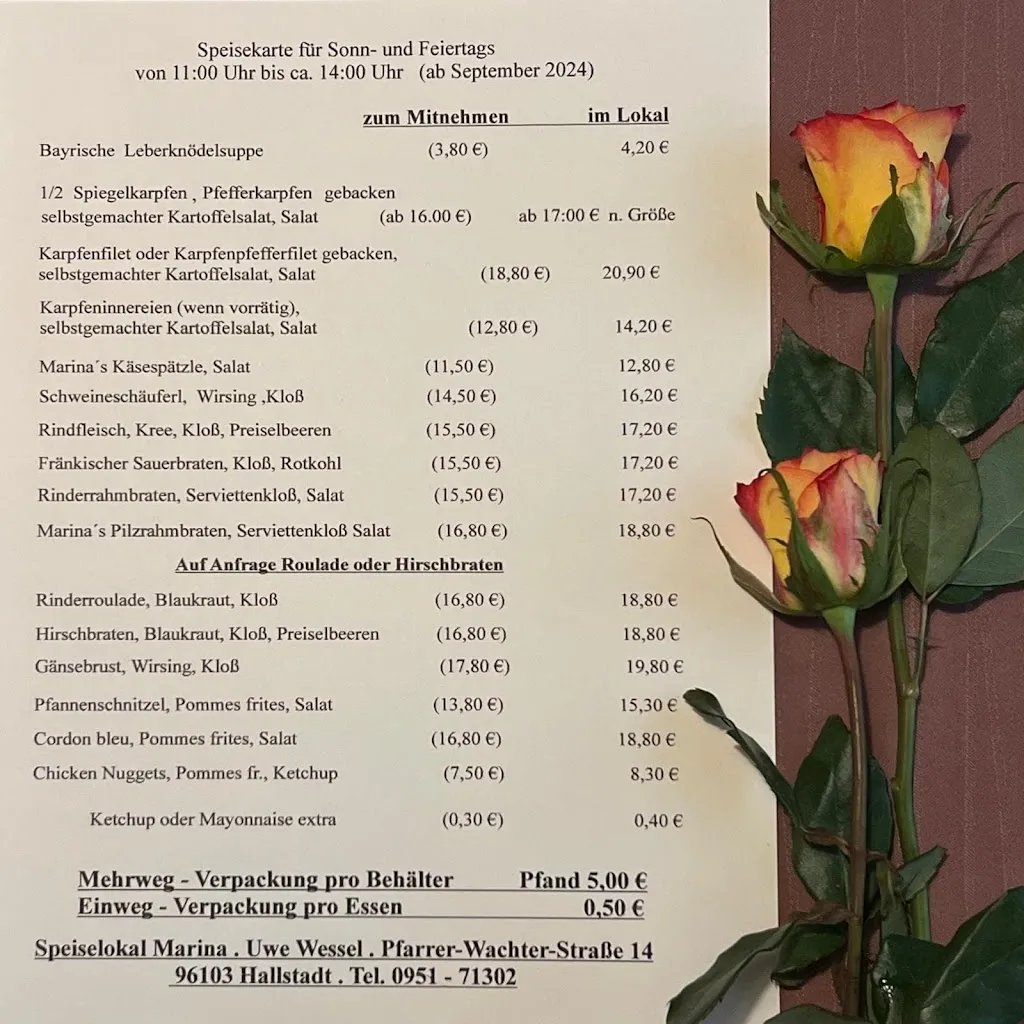 Speisekarte für Sonn- und Feiertags
von 11:00 Uhr bis ca. 14:00 Uhr (ab September 2024)
zum Mitnehmen im Lokal
Bayrische Leberknödelsuppe (3,80 €) 4,20 €
1/2 Spiegelkarpfen , Pfefferkarpfen gebacken
selbstgemachter Kartoffelsalat, Salat (ab 16.00 €) ab 17:00 € n. Größe
Karpfenfilet oder Karpfenpfefferfilet gebacken,
selbstgemachter Kartoffelsalat, Salat (18,80 €) 20,90 €
Karpfeninnereien (wenn vorrätig),
selbstgemachter Kartoffelsalat, Salat (12,80 €) 14,20 €
Marina´s Käsespätzle, Salat (11,50 €) 12,80 €
Schweineschäuferl, Wirsing ,Kloß (14,50 €) 16,20 €
Rindfleisch, Kree, Kloß, Preiselbeeren (15,50 €) 17,20 €
Fränkischer Sauerbraten, Kloß, Rotkohl (15,50 €) 17,20 €
Rinderrahmbraten, Serviettenkloß, Salat (15,50 €) 17,20 €
Marina´s Pilzrahmbraten, Serviettenkloß Salat (16,80 €) 18,80 €
Auf Anfrage Roulade oder Hirschbraten
Rinderroulade, Blaukraut, Kloß (16,80 €) 18,80 €
Hirschbraten, Blaukraut, Kloß, Preiselbeeren (16,80 €) 18,80 €
Gänsebrust, Wirsing, Kloß (17,80 €) 19,80 €
Pfannenschnitzel, Pommes frites, Salat (13,80 €) 15,30 €
Cordon bleu, Pommes frites, Salat (16,80 €) 18,80 €
Chicken Nuggets, Pommes fr., Ketchup (7,50 €) 8,30 €
Ketchup oder Mayonnaise extra (0,30 €) 0,40 €
Mehrweg - Verpackung pro Behälter Pfand 5,00 €
Einweg - Verpackung pro Essen 0,50 €
Speiselokal Marina . Uwe Wessel . Pfarrer-Wachter-Straße 14
96103 Hallstadt . Tel. 0951 - 71302